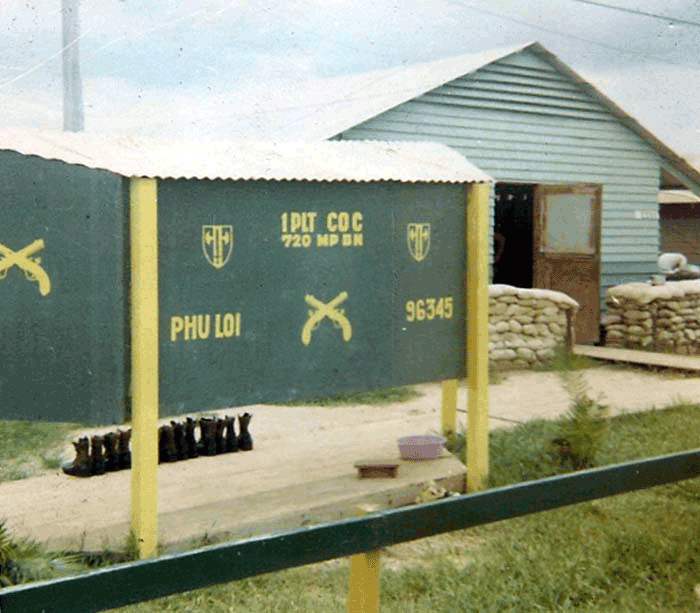 1 PLT CO C
720 MP BN
PHU LOI
96345